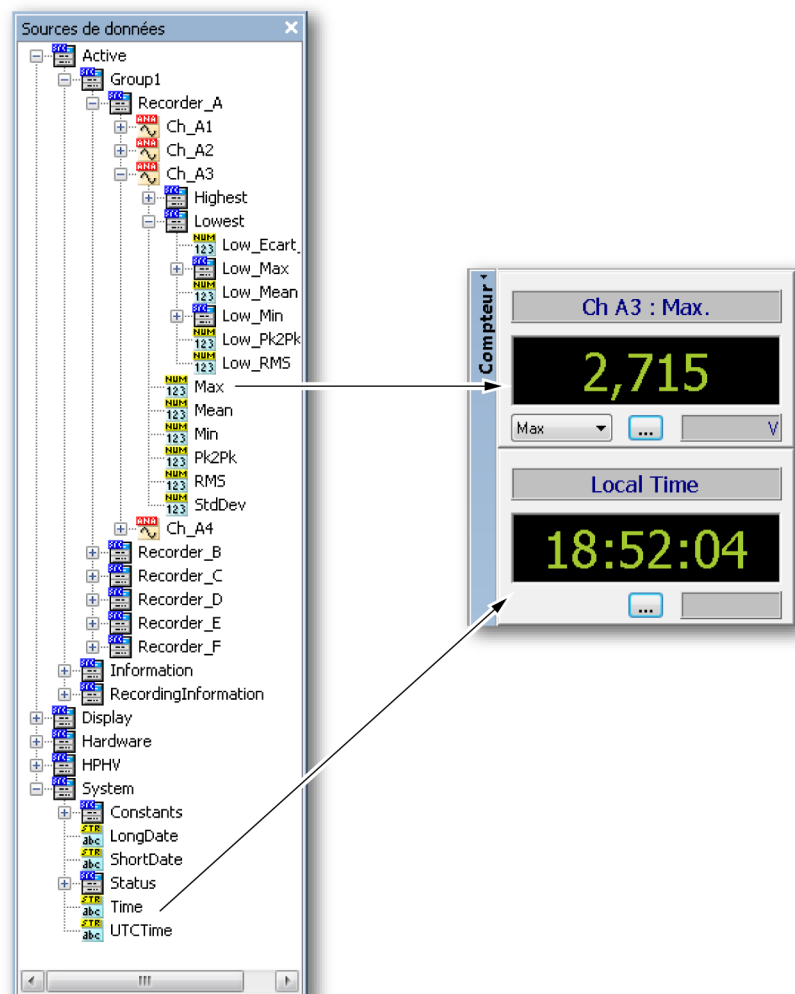 Sources de données
Active
Group1
Recorder_A
Ch_A1
Ch_A2
Ch_A3
Highest
Lowest
Low_Ecart_
Low_Max
Low_Mean
Low_Min
Low_Pk2Pk
Low_RMS
Max
Mean
Min
Pk2Pk
RMS
StdDev
Ch_A4
Recorder_B
Recorder_C
Recorder_D
Recorder_E
Recorder_F
Information
RecordingInformation
Display
Hardware
HPHV
System
Constants
LongDate
ShortDate
Status
Time
UTCTime
Compteur
Ch A3 : Max.
2,715
Max ... V
Local Time
18:52:04
...